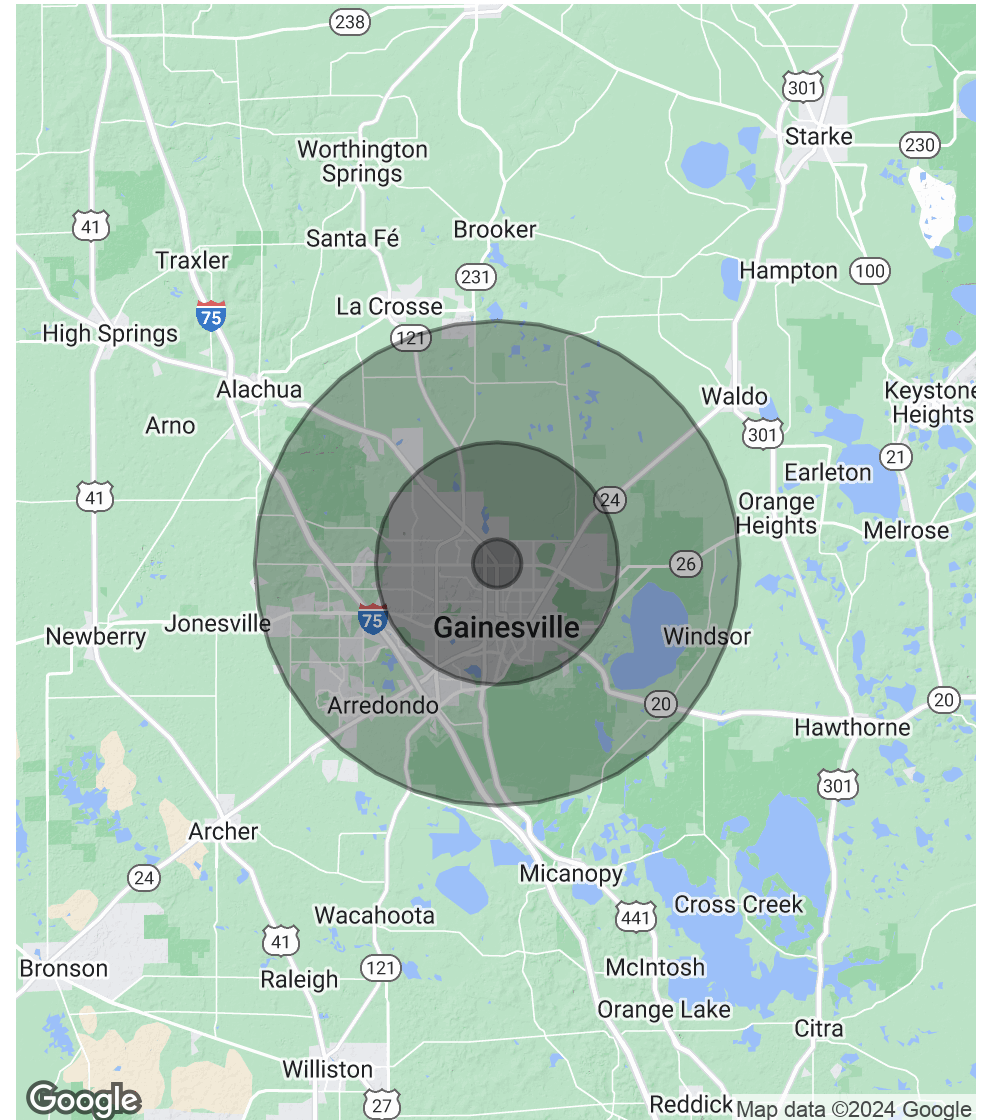 238
301
Starke
230
Worthington
Springs
41
Santa Fé
Brooker
Traxler
231
Hampton
100
La Crosse
75
High Springs
121
Alachua
Waldo
Keystone
Heights
Arno
301
21
Earleton
41
24
Orange
Heights
Melrose
26
75
Gainesville
Jonesville
Newberry
Windsor
Arredondo
20
20
Hawthorne
301
Archer
24
Micanopy
Wacahoota
441
Cross Creek
41
Bronson
121
McIntosh
Raleigh
Orange Lake
Citra
Williston
27
Reddick
Google
Map data ©2024 Google